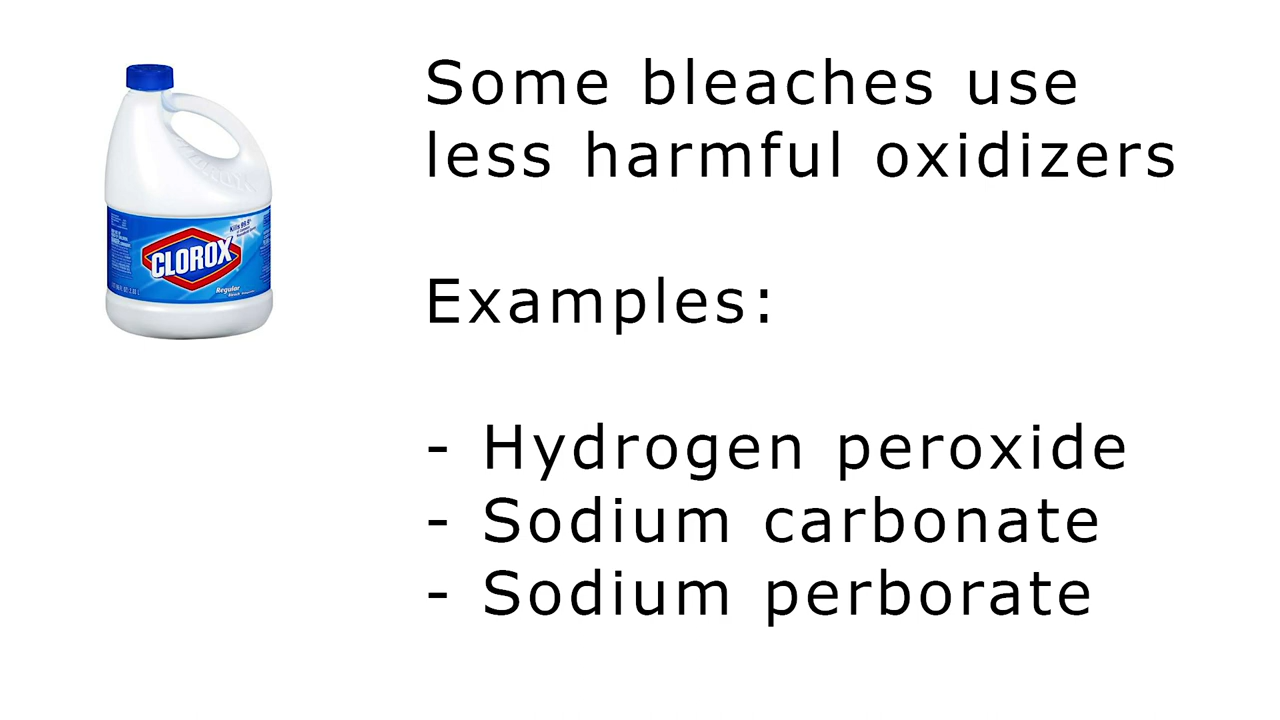 Some bleaches use
less harmful oxidizers
Examples:
- Hydrogen peroxide
- Sodium carbonate
- Sodium perborate
CLOROX
Regular